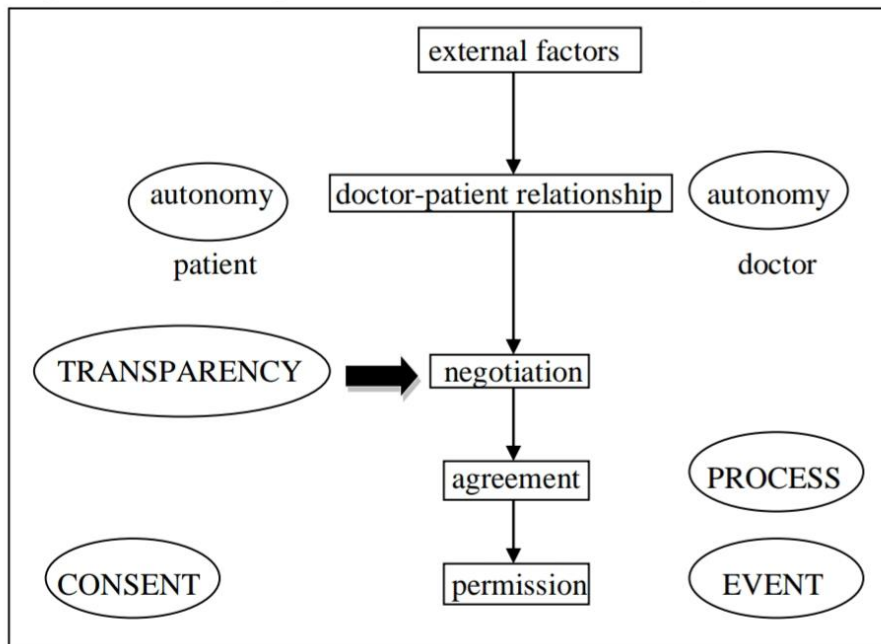 external factors
autonomy
doctor-patient relationship
autonomy
patient
doctor
TRANSPARENCY
negotiation
agreement
PROCESS
CONSENT
permission
EVENT